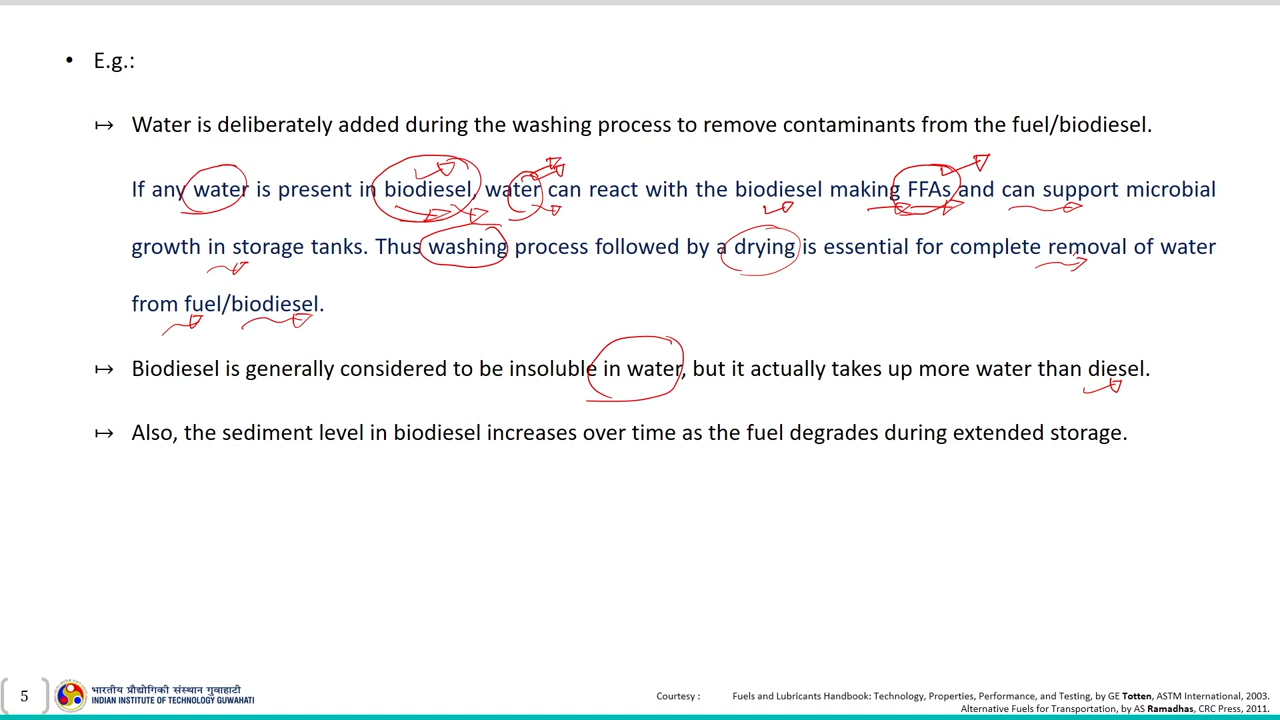 • E.g.:
↦ Water is deliberately added during the washing process to remove contaminants from the fuel/biodiesel.
If any water is present in biodiesel, water can react with the biodiesel making FFAs and can support microbial
growth in storage tanks. Thus washing process followed by a drying is essential for complete removal of water
from fuel/biodiesel.
↦ Biodiesel is generally considered to be insoluble in water, but it actually takes up more water than diesel.
↦ Also, the sediment level in biodiesel increases over time as the fuel degrades during extended storage.
5
भारतीय प्रौद्योगिकी संस्थान गुवाहाटी
INDIAN INSTITUTE OF TECHNOLOGY GUWAHATI
Courtesy : Fuels and Lubricants Handbook: Technology, Properties, Performance, and Testing, by GE Totten, ASTM International, 2003.
Alternative Fuels for Transportation, by AS Ramadhas, CRC Press, 2011.